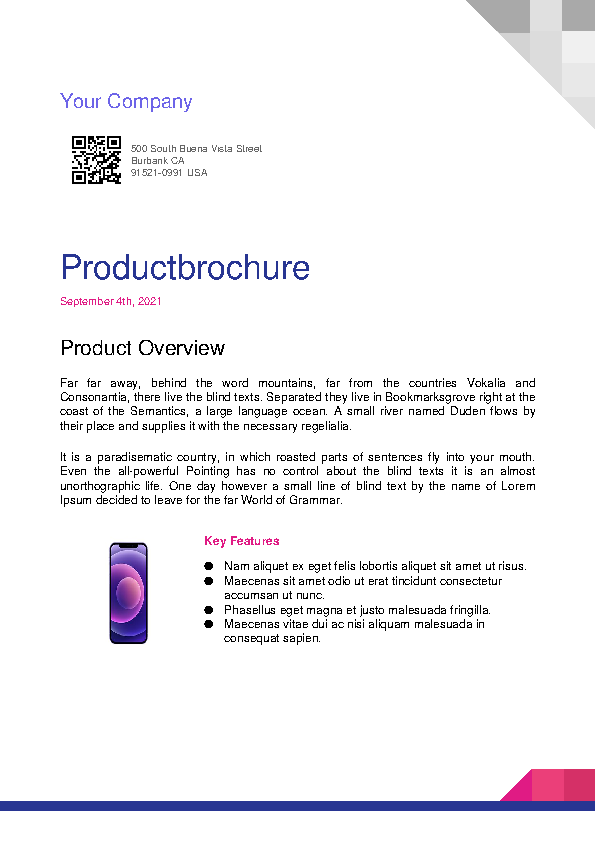 Your Company
500 South Buena Vista Street
Burbank CA
91521-0991 USA
Productbrochure
September 4th, 2021
Product Overview
Far far away, behind the word mountains, far from the countries Vokalia and
Consonantia, there live the blind texts. Separated they live in Bookmarksgrove right at the
coast of the Semantics, a large language ocean. A small river named Duden flows by
their place and supplies it with the necessary regelialia.
It is a paradisematic country, in which roasted parts of sentences fly into your mouth.
Even the all-powerful Pointing has no control about the blind texts it is an almost
unorthographic life. One day however a small line of blind text by the name of Lorem
Ipsum decided to leave for the far World of Grammar.
Key Features
● Nam aliquet ex eget felis lobortis aliquet sit amet ut risus.
● Maecenas sit amet odio ut erat tincidunt consectetur
accumsan ut nunc.
● Phasellus eget magna et justo malesuada fringilla.
● Maecenas vitae dui ac nisi aliquam malesuada in
consequat sapien.